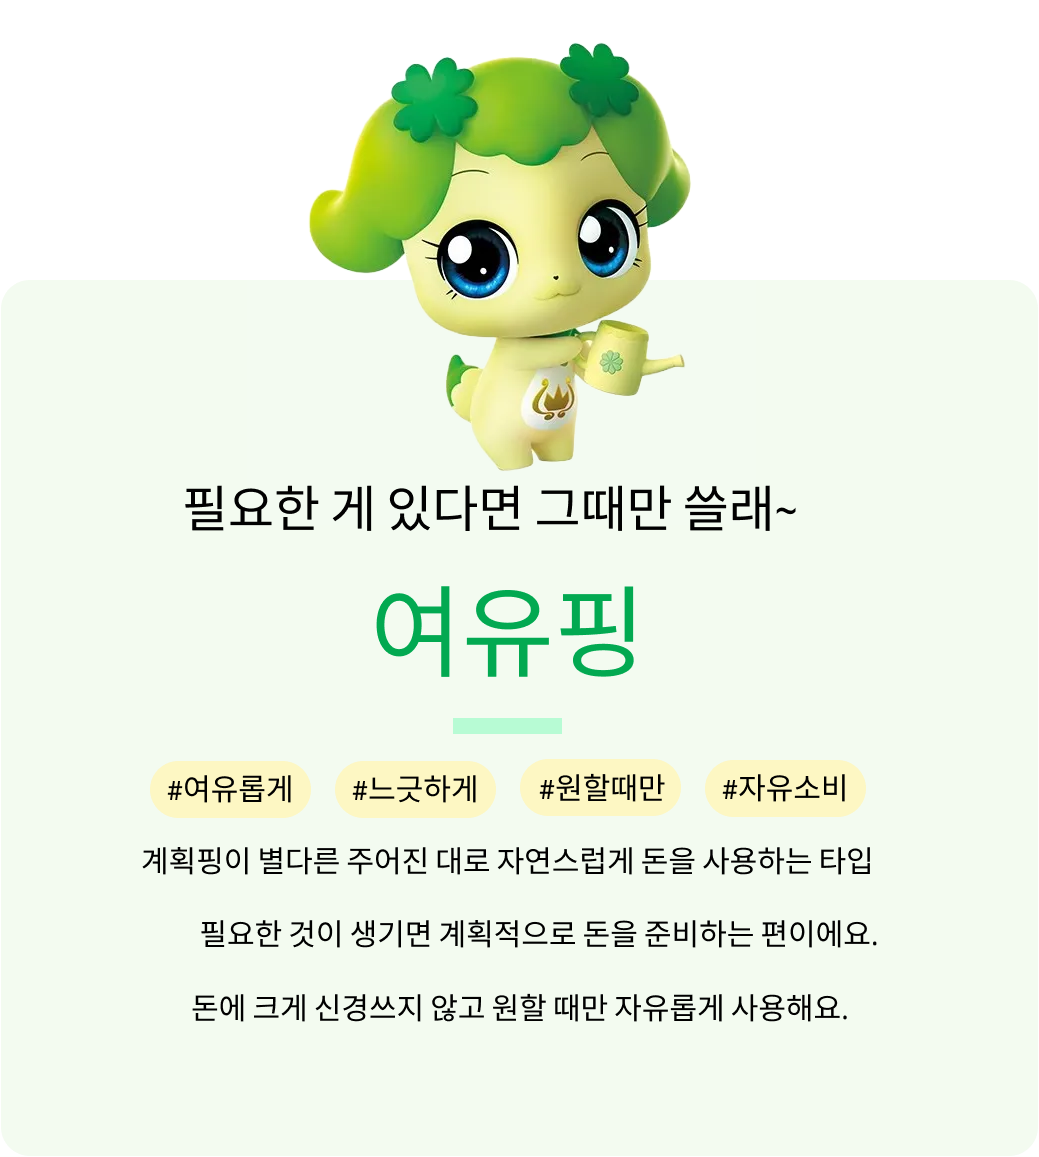 필요한 게 있다면 그때만 쓸래~
여유핑
#여유롭게 #느긋하게 #원할때만 #자유소비
계획핑이 별다른 주어진 대로 자연스럽게 돈을 사용하는 타입
필요한 것이 생기면 계획적으로 돈을 준비하는 편이에요.
돈에 크게 신경쓰지 않고 원할 때만 자유롭게 사용해요.